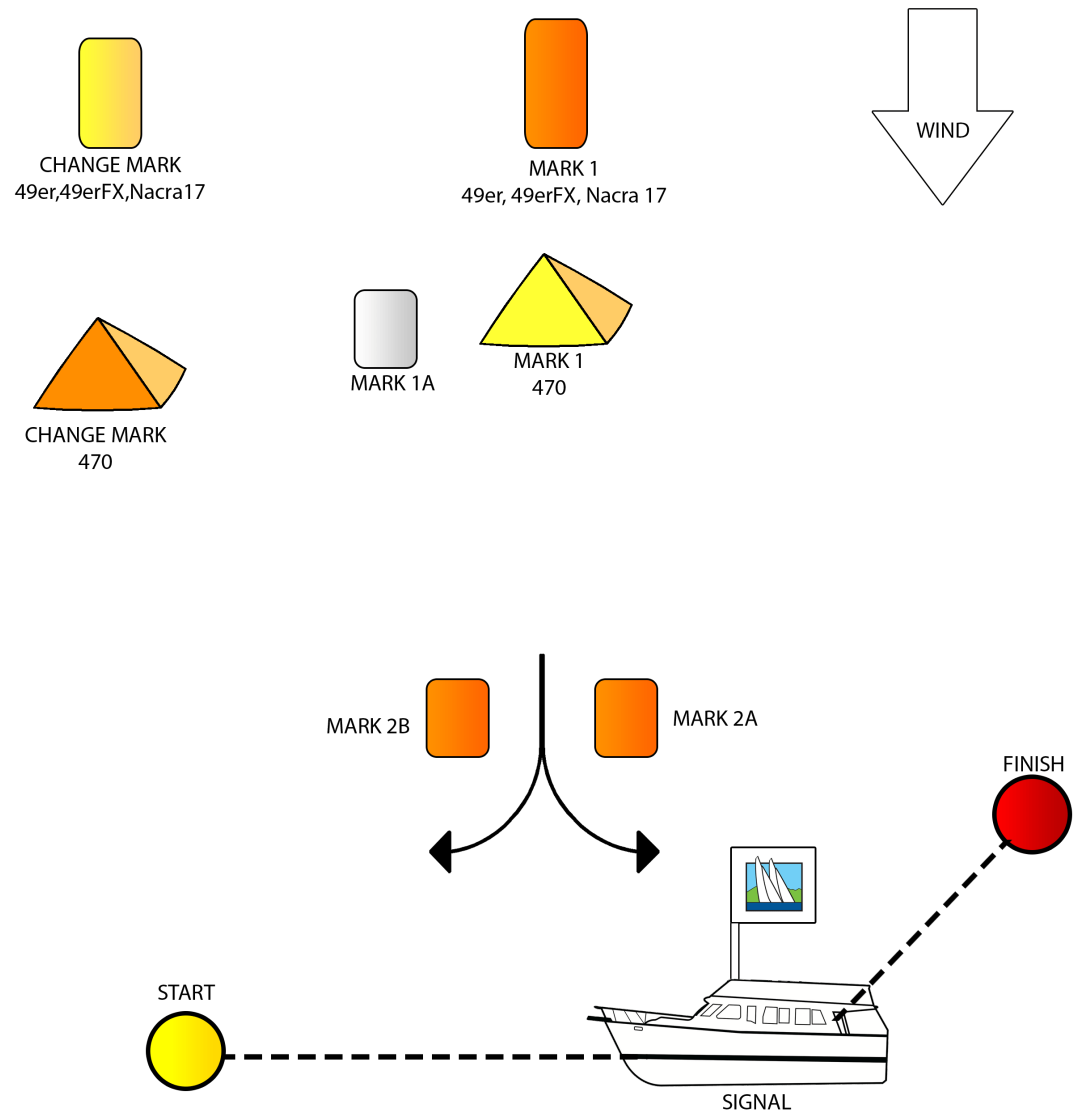 CHANGE MARK
49er,49erFX,Nacra17
MARK 1
49er, 49erFX, Nacra 17
WIND
CHANGE MARK
470
MARK 1A
MARK 1
470
MARK 2B
MARK 2A
FINISH
START
SIGNAL